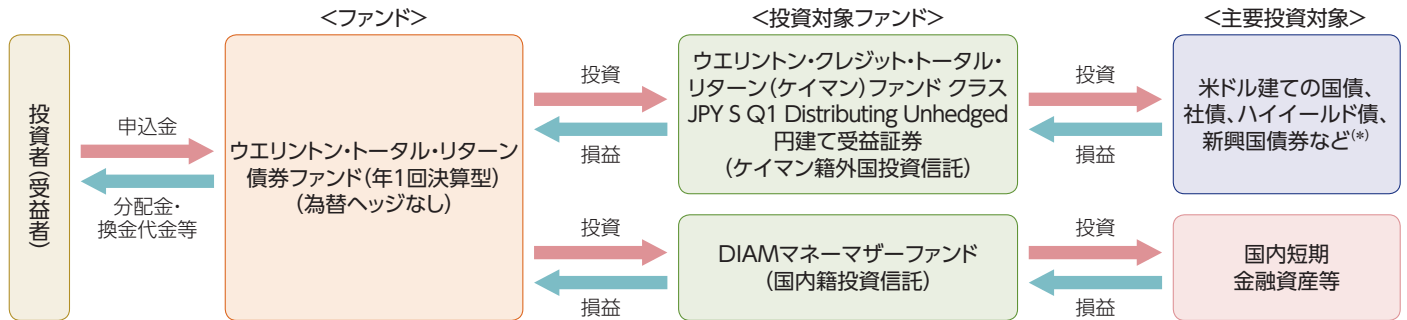 <ファンド>
<投資対象ファンド>
<主要投資対象>
投資者(受益者)
申込金
分配金・
換金代金等
ウエリントン・トータル・リターン
債券ファンド(年1回決算型)
(為替ヘッジなし)
投資
損益
ウエリントン・クレジット・トータル・
リターン(ケイマン)ファンド クラス
JPY S Q1 Distributing Unhedged
円建て受益証券
(ケイマン籍外国投資信託)
投資
損益
米ドル建ての国債、
社債、ハイイールド債、
新興国債券など(*)
投資
損益
DIAMマネーマザーファンド
(国内籍投資信託)
投資
損益
国内短期
金融資産等